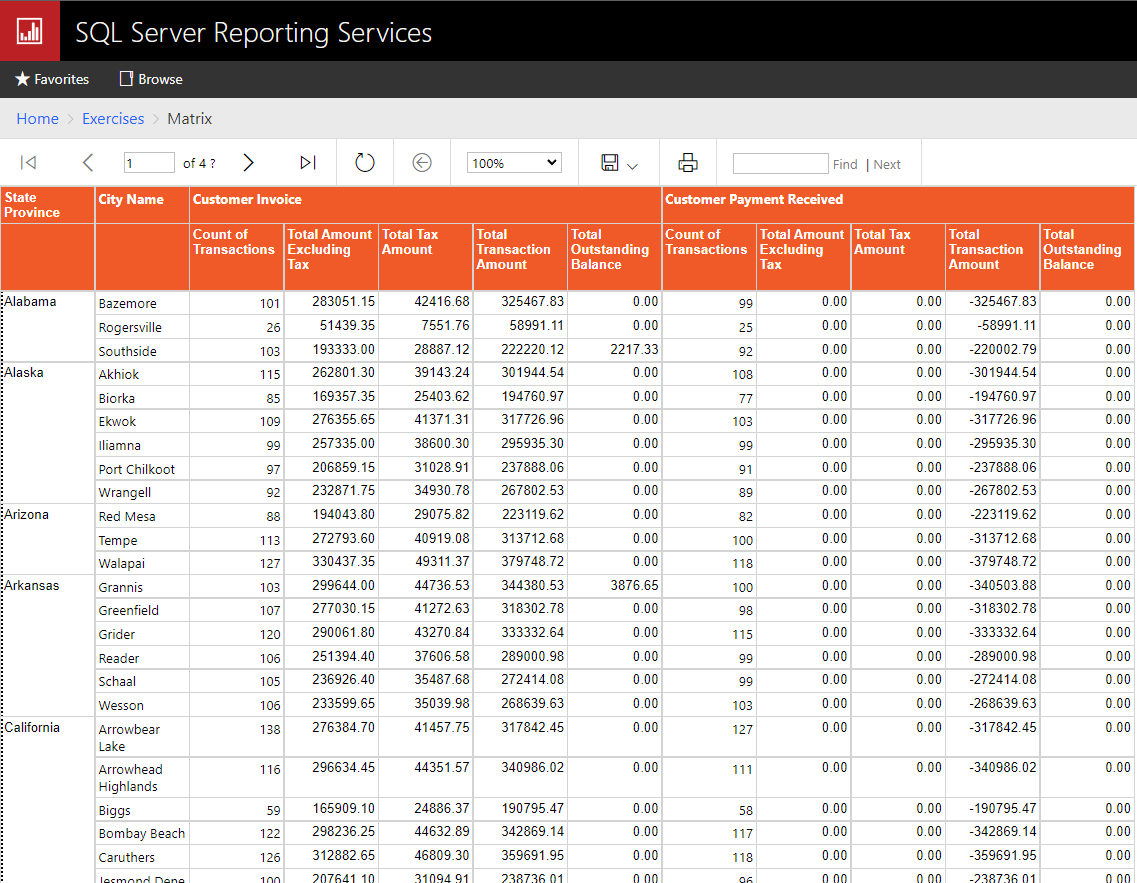 SQL Server Reporting Services
Favorites Browse
Home > Exercises > Matrix
1 of 4 ? 100% Find | Next
State Province City Name Customer Invoice Customer Payment Received
Count of Transactions Total Amount Excluding Tax Total Tax Amount Total Transaction Amount Total Outstanding Balance Count of Transactions Total Amount Excluding Tax Total Tax Amount Total Transaction Amount Total Outstanding Balance
Alabama Bazemore 101 283051.15 42416.68 325467.83 0.00 99 0.00 0.00 -325467.83 0.00
Rogersville 26 51439.35 7551.76 58991.11 0.00 25 0.00 0.00 -58991.11 0.00
Southside 103 193333.00 28887.12 222220.12 2217.33 92 0.00 0.00 -220002.79 0.00
Alaska Akhiok 115 262801.30 39143.24 301944.54 0.00 108 0.00 0.00 -301944.54 0.00
Biorka 85 169357.35 25403.62 194760.97 0.00 77 0.00 0.00 -194760.97 0.00
Ekwok 109 276355.65 41371.31 317726.96 0.00 103 0.00 0.00 -317726.96 0.00
Iliamna 99 257335.00 38600.30 295935.30 0.00 99 0.00 0.00 -295935.30 0.00
Port Chilkoot 97 206859.15 31028.91 237888.06 0.00 91 0.00 0.00 -237888.06 0.00
Wrangell 92 232871.75 34930.78 267802.53 0.00 89 0.00 0.00 -267802.53 0.00
Arizona Red Mesa 88 194043.80 29075.82 223119.62 0.00 82 0.00 0.00 -223119.62 0.00
Tempe 113 272793.60 40919.08 313712.68 0.00 100 0.00 0.00 -313712.68 0.00
Walapai 127 330437.35 49311.37 379748.72 0.00 118 0.00 0.00 -379748.72 0.00
Arkansas Grannis 103 299644.00 44736.53 344380.53 3876.65 100 0.00 0.00 -340503.88 0.00
Greenfield 107 277030.15 41272.63 318302.78 0.00 98 0.00 0.00 -318302.78 0.00
Grider 120 290061.80 43270.84 333332.64 0.00 115 0.00 0.00 -333332.64 0.00
Reader 106 251394.40 37606.58 289000.98 0.00 99 0.00 0.00 -289000.98 0.00
Schaal 105 236926.40 35487.68 272414.08 0.00 99 0.00 0.00 -272414.08 0.00
Wesson 106 233599.65 35039.98 268639.63 0.00 103 0.00 0.00 -268639.63 0.00
California Arrowbear Lake 138 276384.70 41457.75 317842.45 0.00 127 0.00 0.00 -317842.45 0.00
Arrowhead Highlands 116 296634.45 44351.57 340986.02 0.00 111 0.00 0.00 -340986.02 0.00
Biggs 59 165909.10 24886.37 190795.47 0.00 58 0.00 0.00 -190795.47 0.00
Bombay Beach 122 298236.25 44632.89 342869.14 0.00 117 0.00 0.00 -342869.14 0.00
Caruthers 126 312882.65 46809.30 359691.95 0.00 118 0.00 0.00 -359691.95 0.00
Jesmond Dene 100 207641.10 31094.91 238736.01 0.00 96 0.00 0.00 -238736.01 0.00